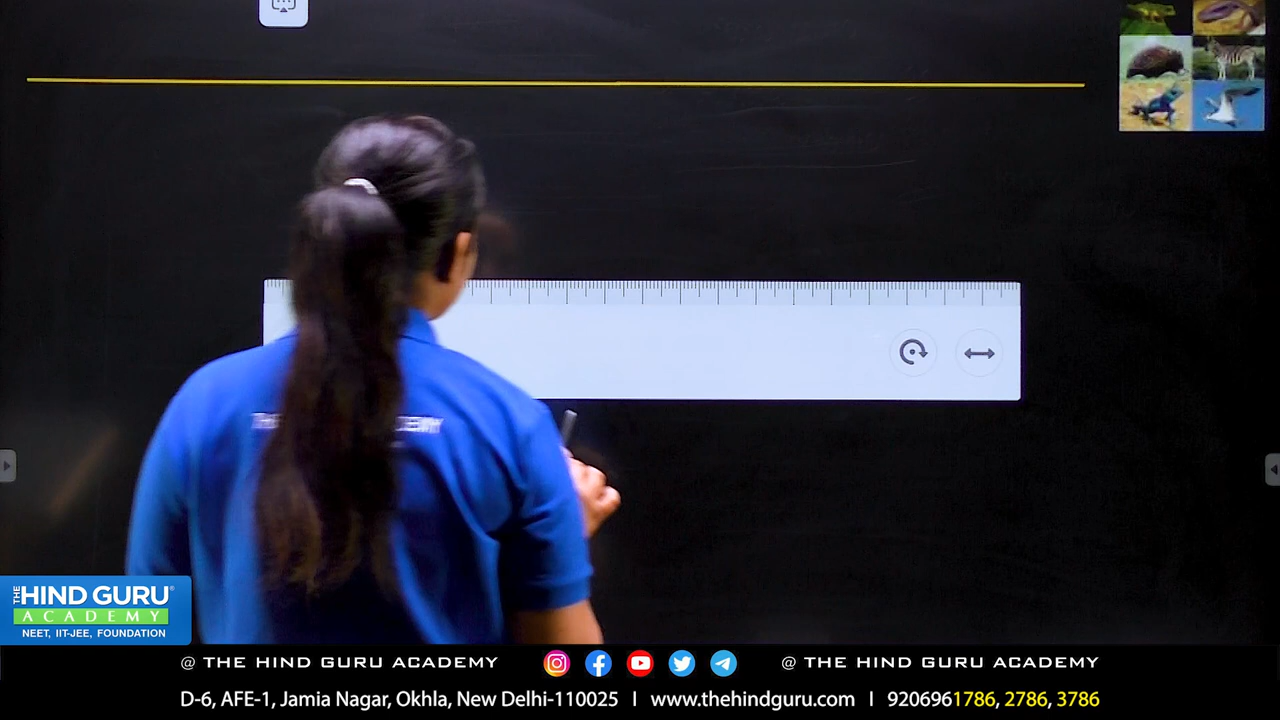 THE HIND GURU®
ACADEMY
NEET, IIT-JEE, FOUNDATION
@ THE HIND GURU ACADEMY @ THE HIND GURU ACADEMY
D-6, AFE-1, Jamia Nagar, Okhla, New Delhi-110025 | www.thehindguru.com | 9206961786, 2786, 3786